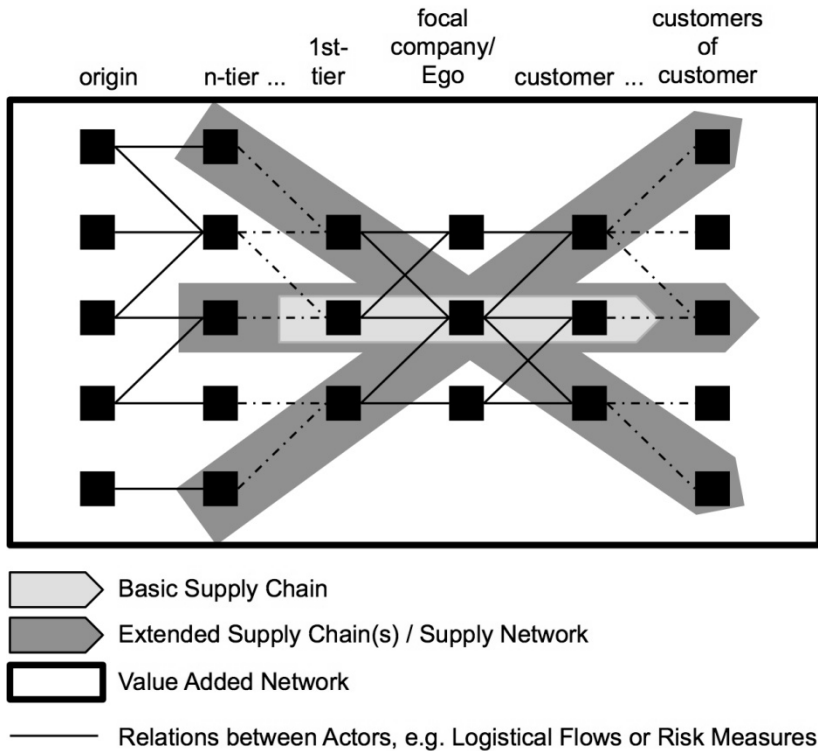 origin
n-tier ...
1st-
tier
focal
company/
Ego
customer ...
customers
of
customer
Basic Supply Chain
Extended Supply Chain(s) / Supply Network
Value Added Network
Relations between Actors, e.g. Logistical Flows or Risk Measures